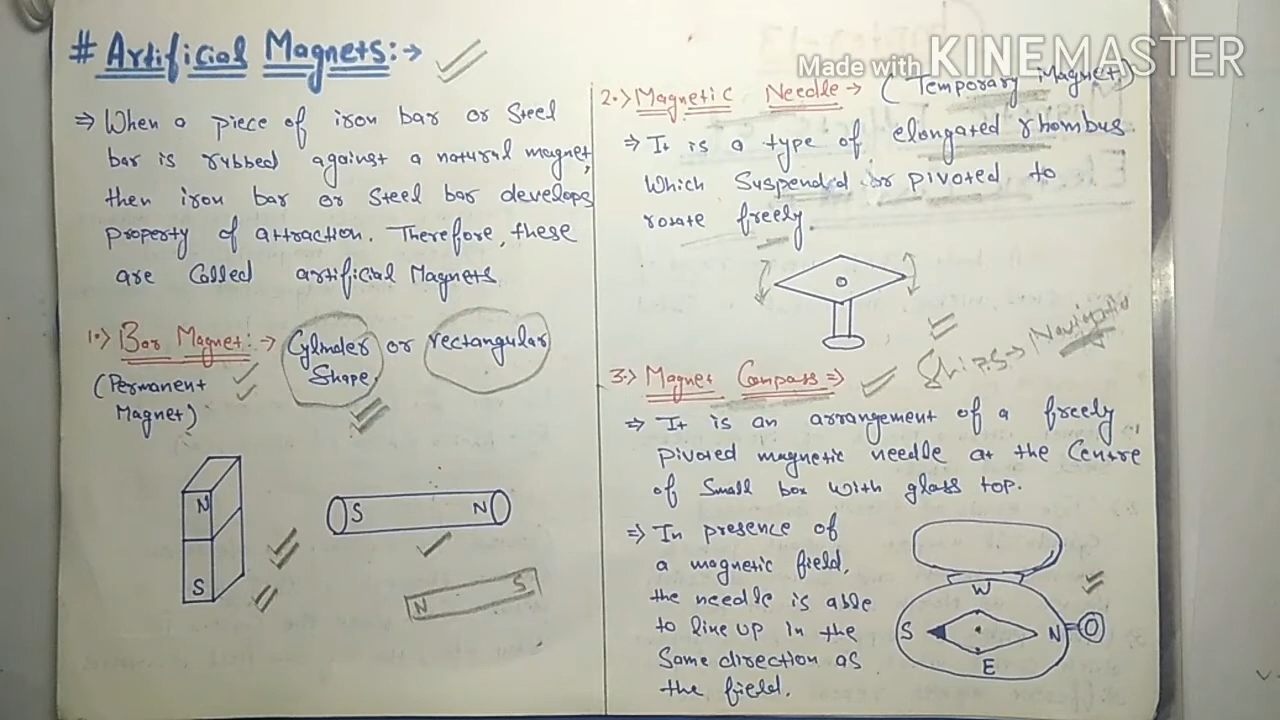 # Artificial Magnets:→
⇒ When a piece of iron bar or Steel
bar is rubbed against a natural magnet,
then iron bar or Steel bar develops
property of attraction. Therefore, these
are Called artificial Magnets.
1.) Bar Magnet:→ Cylinder or rectangular
Shape.
(Permanent
Magnet)
N
S
S N
N S
Made with KINEMASTER
2.) Magnetic Needle→ (Temporary Magnet)
⇒ It is a type of elongated rhombus
Which Suspended or pivoted to
rotate freely.
Ships→ Navigatio
3.) Magnet Compass⇒
⇒ It is an arrangement of a freely
pivoted magnetic needle at the Centre
of Small box with glass top.
⇒ In presence of
a magnetic field,
the needle is able
to line up in the
Same direction as
the field.
W
S N
E